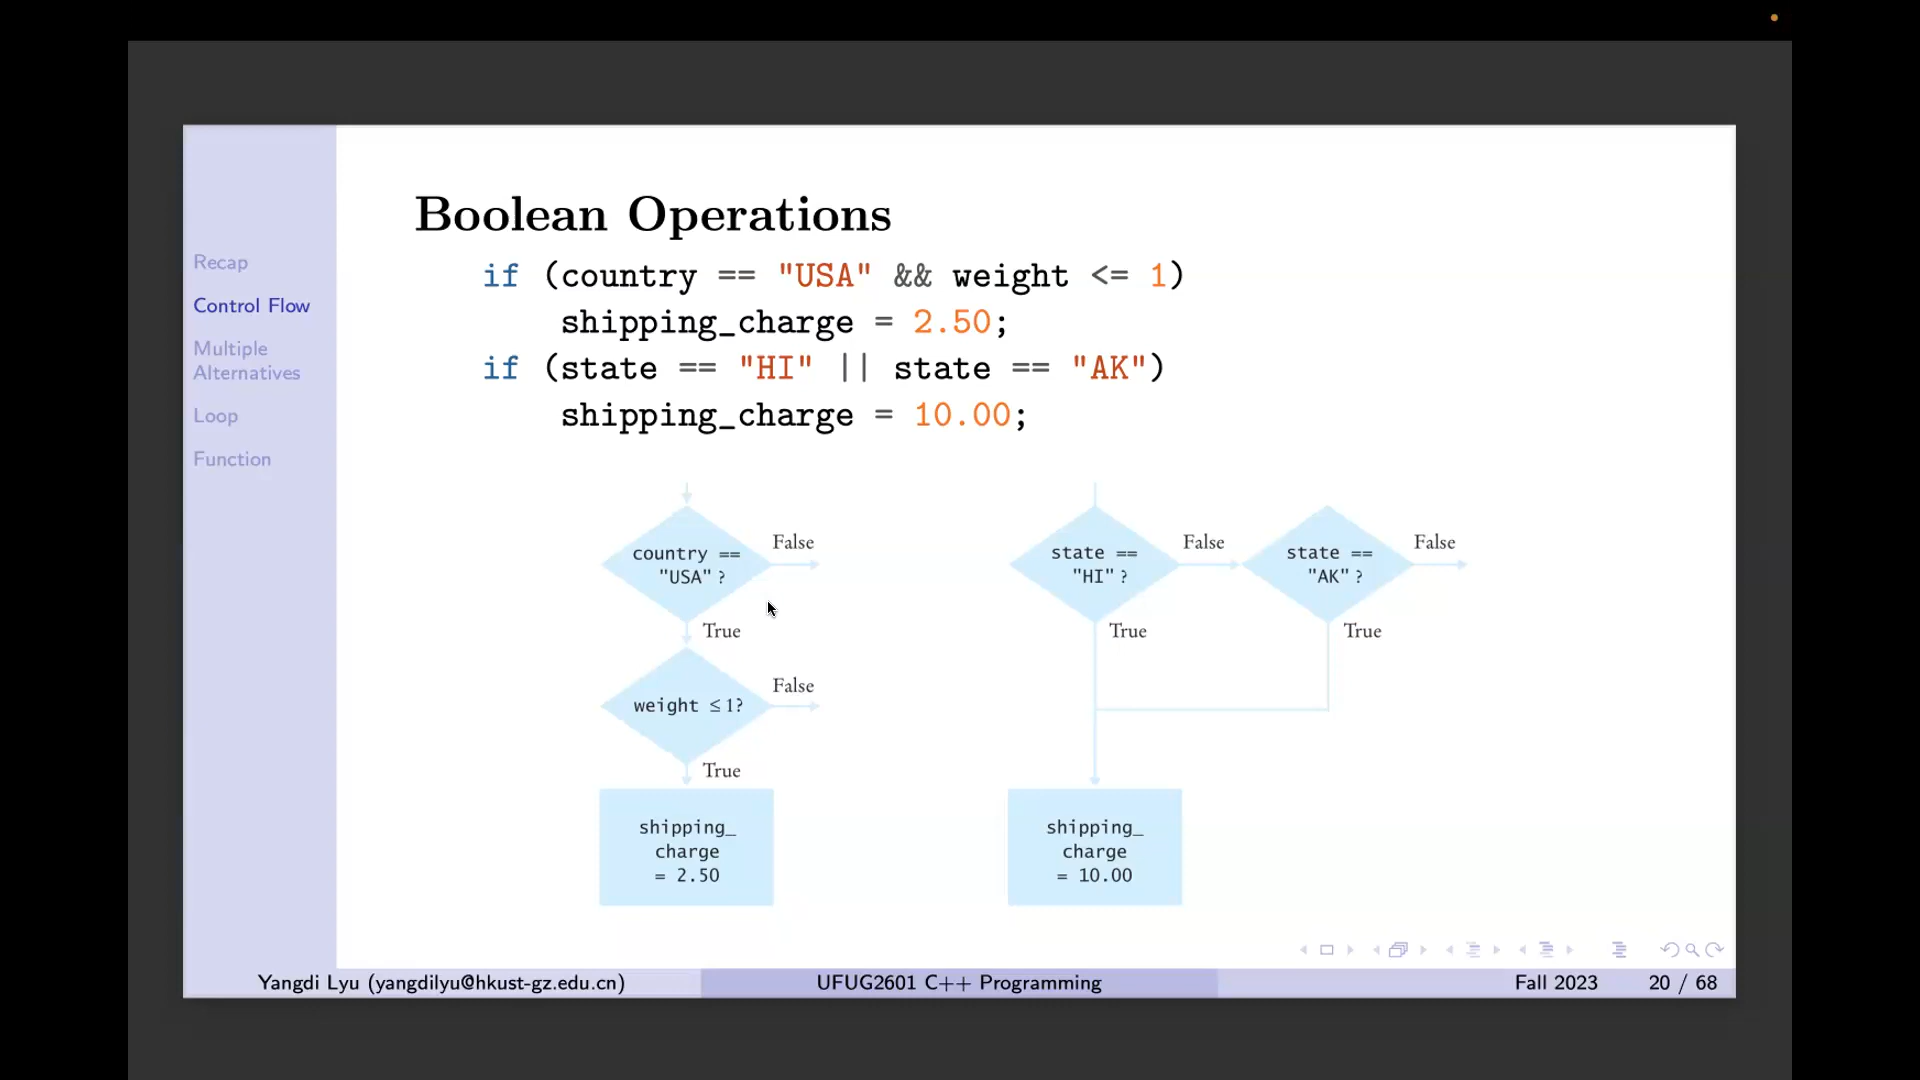 Boolean Operations
if (country == "USA" && weight <= 1)
shipping_charge = 2.50;
if (state == "HI" || state == "AK")
shipping_charge = 10.00;
Recap
Control Flow
Multiple
Alternatives
Loop
Function
country ==
"USA" ?
False
True
weight ≤ 1?
False
True
shipping_
charge
= 2.50
state ==
"HI" ?
False
True
state ==
"AK" ?
False
True
shipping_
charge
= 10.00
Yangdi Lyu (yangdilyu@hkust-gz.edu.cn)
UFUG2601 C++ Programming
Fall 2023
20 / 68